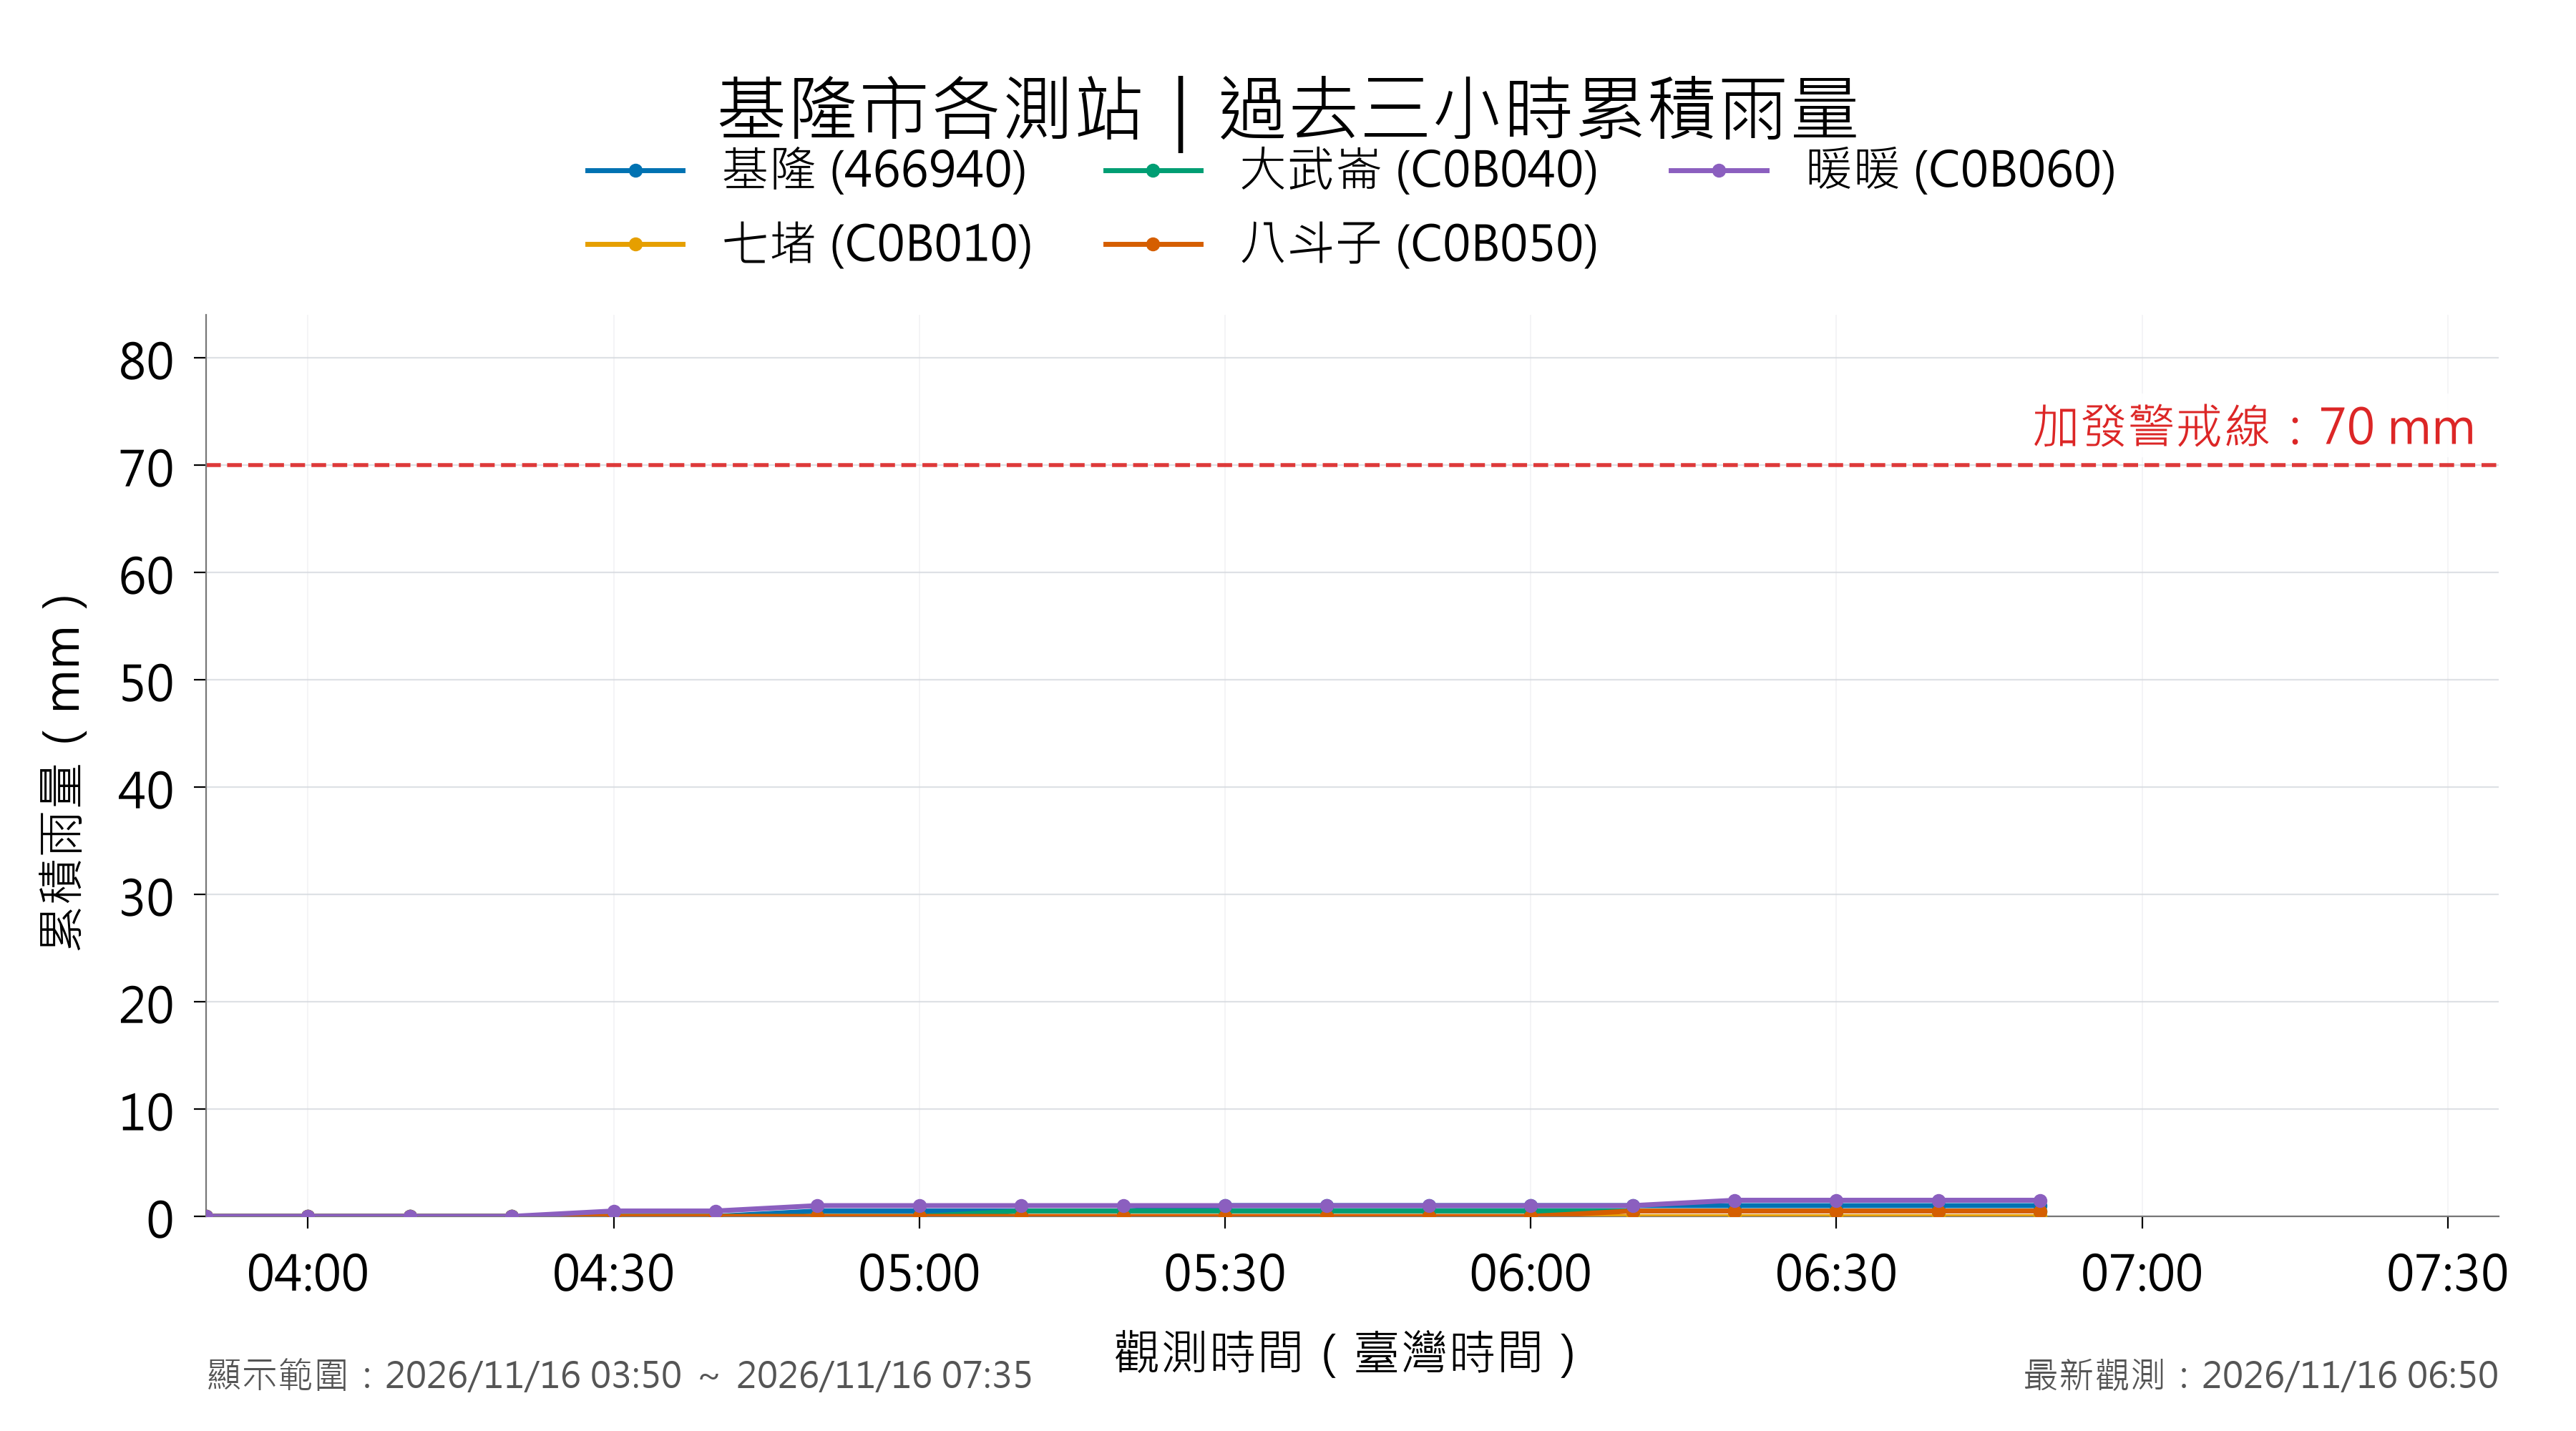 基隆市各測站｜過去三小時累積雨量
基隆 (466940)
大武崙 (C0B040)
暖暖 (C0B060)
七堵 (C0B010)
八斗子 (C0B050)
累積雨量（mm）
80
70
60
50
40
30
20
10
0
加發警戒線：70 mm
04:00
04:30
05:00
05:30
06:00
06:30
07:00
07:30
觀測時間（臺灣時間）
顯示範圍：2026/11/16 03:50 ~ 2026/11/16 07:35
最新觀測：2026/11/16 06:50